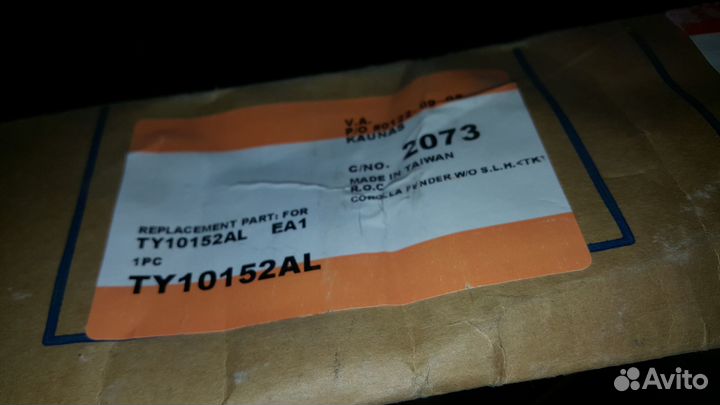 V.A.
P/O
KAUNAS
C/NO. 2073
MADE IN TAIWAN
R.O.C
COROLLA FENDER W/O S.L.H.<TK
REPLACEMENT PART: FOR
TY10152AL EA1
1PC
TY10152AL
Avito